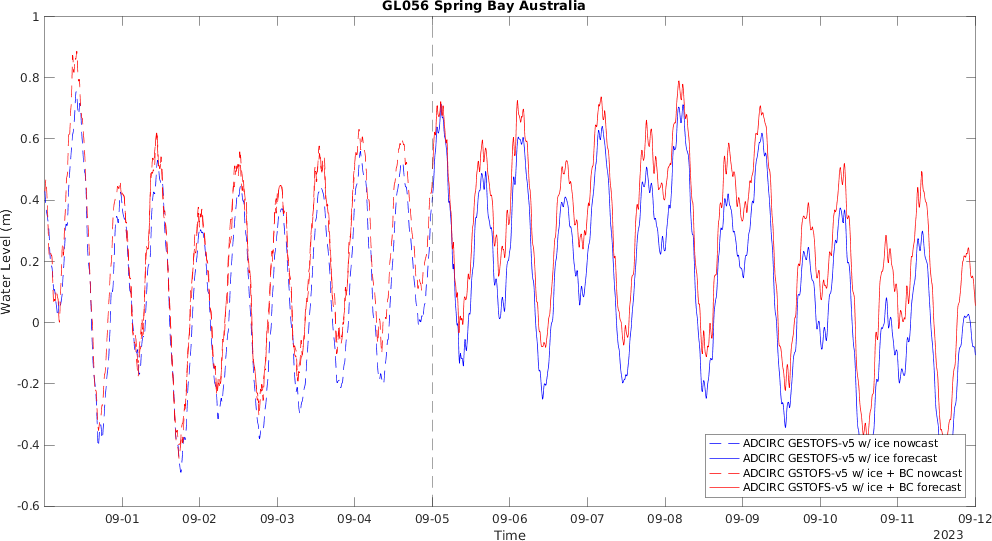 GL056 Spring Bay Australia
1
0.8
0.6
0.4
0.2
0
-0.2
-0.4
-0.6
Water Level (m)
ADCIRC GESTOFS-v5 w/ ice nowcast
ADCIRC GESTOFS-v5 w/ ice forecast
ADCIRC GSTOFS-v5 w/ ice + BC nowcast
ADCIRC GSTOFS-v5 w/ ice + BC forecast
09-01 09-02 09-03 09-04 09-05 09-06 09-07 09-08 09-09 09-10 09-11 09-12
Time
2023